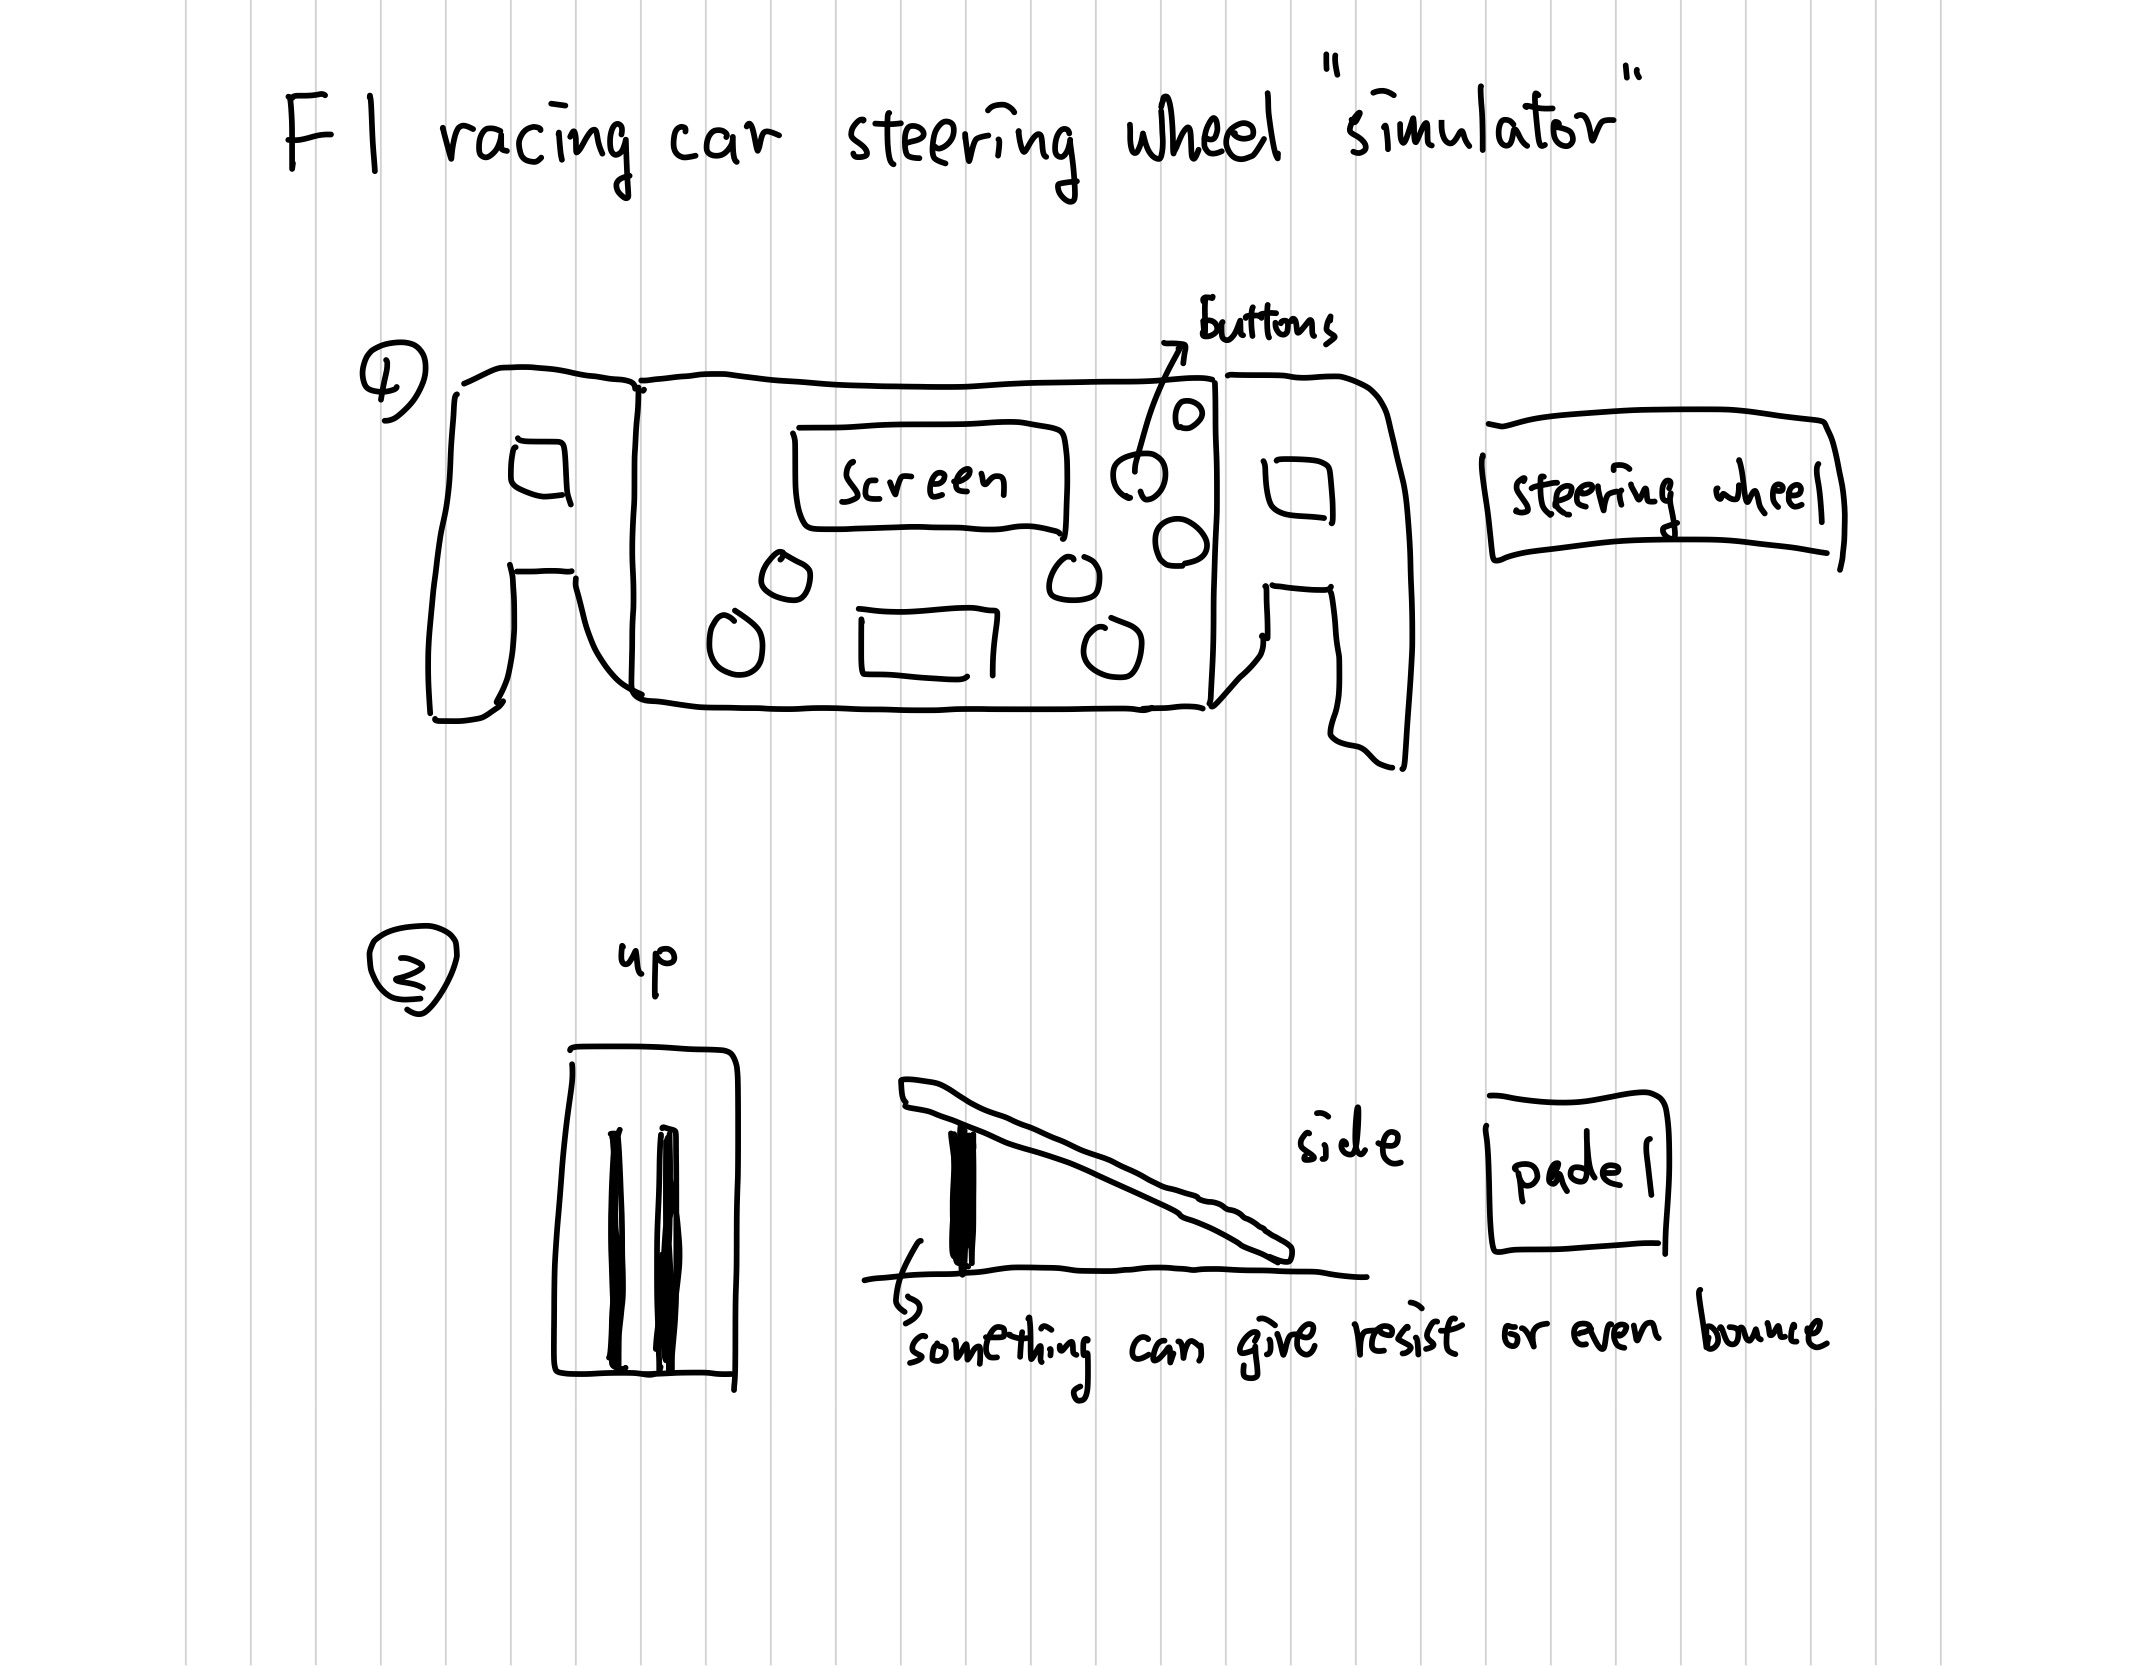 F1 racing car steering wheel "simulator"
buttons
1
screen
steering wheel
2
up
side
padel
something can give resist or even bounce